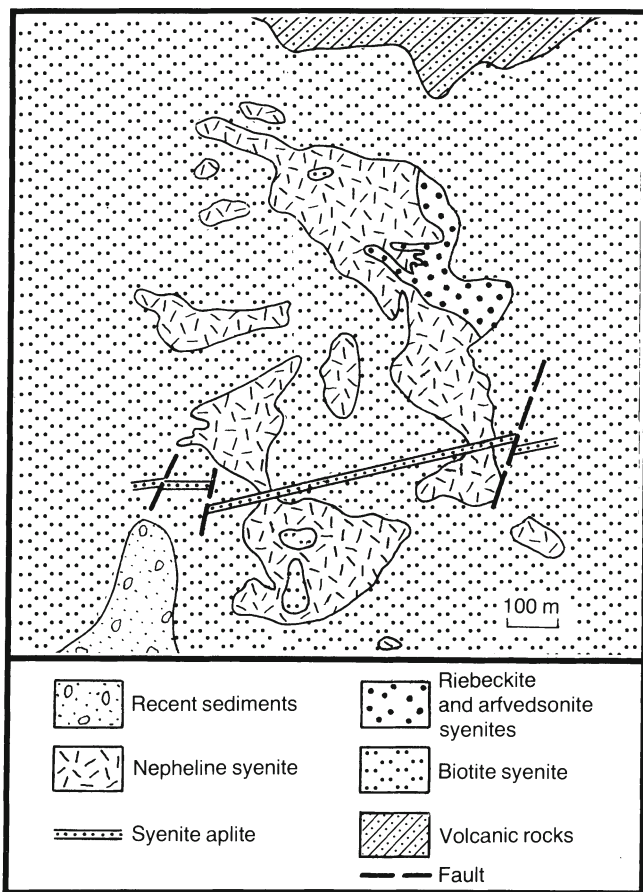 100 m
Recent sediments
Riebeckite
and arfvedsonite
syenites
Nepheline syenite
Biotite syenite
Syenite aplite
Volcanic rocks
Fault